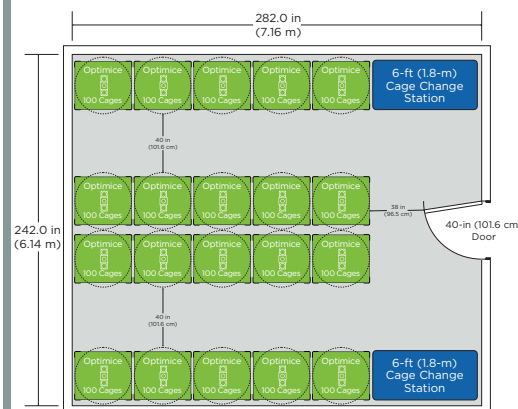 282.0 in
(7.16 m)
Optimice Optimice Optimice Optimice Optimice
100 Cages 100 Cages 100 Cages 100 Cages 100 Cages
6-ft (1.8-m)
Cage Change
Station
40 in
(101.6 cm)
Optimice Optimice Optimice Optimice Optimice
100 Cages 100 Cages 100 Cages 100 Cages 100 Cages
38 in
(96.5 cm)
40-in (101.6 cm
Door
242.0 in
(6.14 m)
Optimice Optimice Optimice Optimice Optimice
100 Cages 100 Cages 100 Cages 100 Cages 100 Cages
40 in
(101.6 cm)
Optimice Optimice Optimice Optimice Optimice
100 Cages 100 Cages 100 Cages 100 Cages 100 Cages
6-ft (1.8-m)
Cage Change
Station